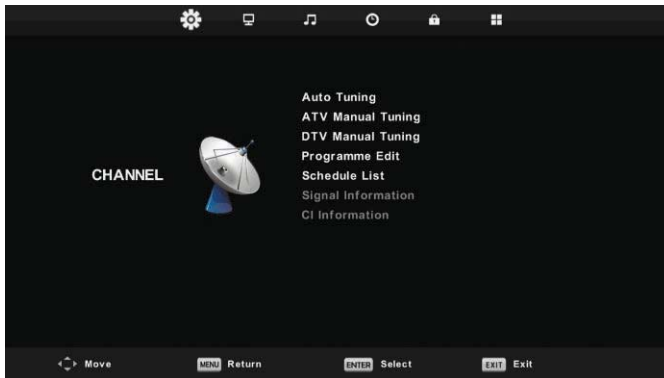 Auto Tuning
ATV Manual Tuning
DTV Manual Tuning
Programme Edit
CHANNEL
Schedule List
Signal Information
CI Information
Move
MENU Return
ENTER Select
EXIT Exit